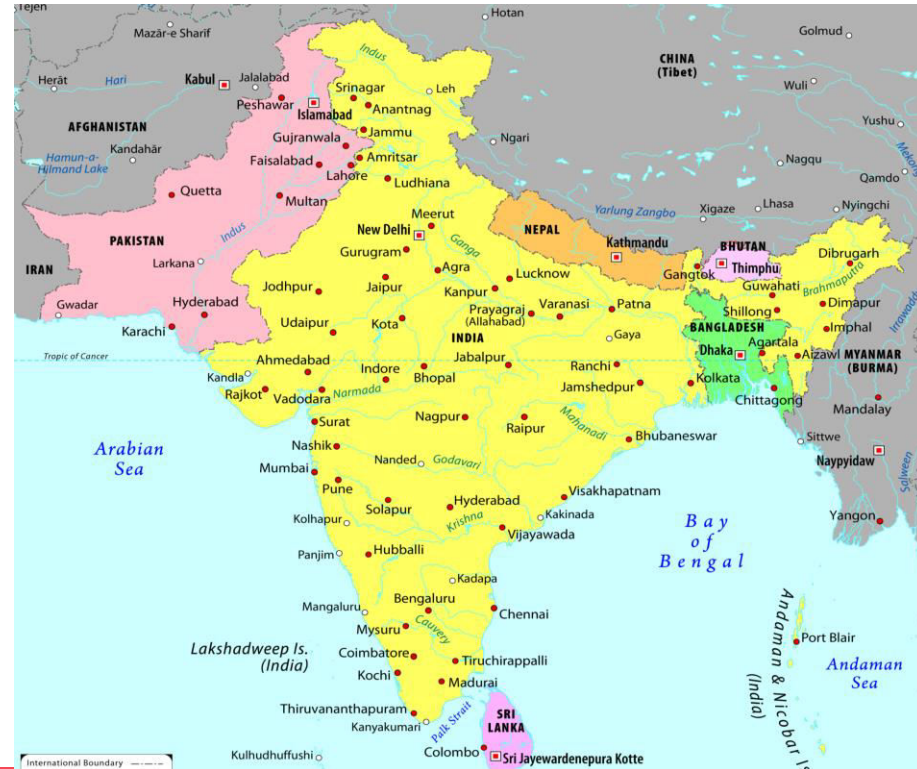 Tejen
Hotan
Golmud
Mazār-e Sharīf
CHINA
(Tibet)
Herāt
Hari
Kabul
Jalalabad
Indus
Wuli
Peshawar
Srinagar
Leh
Islamabad
Anantnag
Yushu
AFGHANISTAN
Jammu
Ngari
Mekong
Gujranwala
Kandahār
Faisalabad
Amritsar
Nagqu
Hamun-a-
Hilmand Lake
Lahore
Qamdo
Quetta
Multan
Ludhiana
Lhasa
Nyingchi
Xigaze
Meerut
Yarlung Zangbo
New Delhi
NEPAL
PAKISTAN
Indus
Gurugram
Ganga
Kathmandu
BHUTAN
Dibrugarh
IRAN
Larkana
Agra
Lucknow
Gangtok
Thimphu
Jodhpur
Jaipur
Kanpur
Guwahati
Brahmaputra
Gwadar
Hyderabad
Prayagraj
(Allahabad)
Varanasi
Patna
Shillong
Dimapur
Irrawaddy
Karachi
Udaipur
Kota
Gaya
BANGLADESH
Imphal
INDIA
Agartala
Tropic of Cancer
Ahmedabad
Jabalpur
Dhaka
Aizawl
MYANMAR
(BURMA)
Kandla
Indore
Bhopal
Ranchi
Rajkot
Vadodara
Narmada
Jamshedpur
Kolkata
Chittagong
Mandalay
Surat
Nagpur
Raipur
Mahanadi
Sittwe
Bhubaneswar
Arabian
Sea
Nashik
Nanded
Godavari
Naypyidaw
Salween
Mumbai
Pune
Solapur
Hyderabad
Visakhapatnam
Kolhapur
Krishna
Kakinada
Yangon
Bay
of
Bengal
Vijayawada
Panjim
Hubballi
Kadapa
Mangaluru
Bengaluru
Chennai
Mysuru
Cauvery
Lakshadweep Is.
(India)
Coimbatore
Tiruchirappalli
Port Blair
Andaman & Nicobar Is
(India)
Andaman
Sea
Kochi
Madurai
Thiruvananthapuram
Kanyakumari
Palk Strait
SRI
LANKA
Kulhudhuffushi
Colombo
Sri Jayewardenepura Kotte
International Boundary